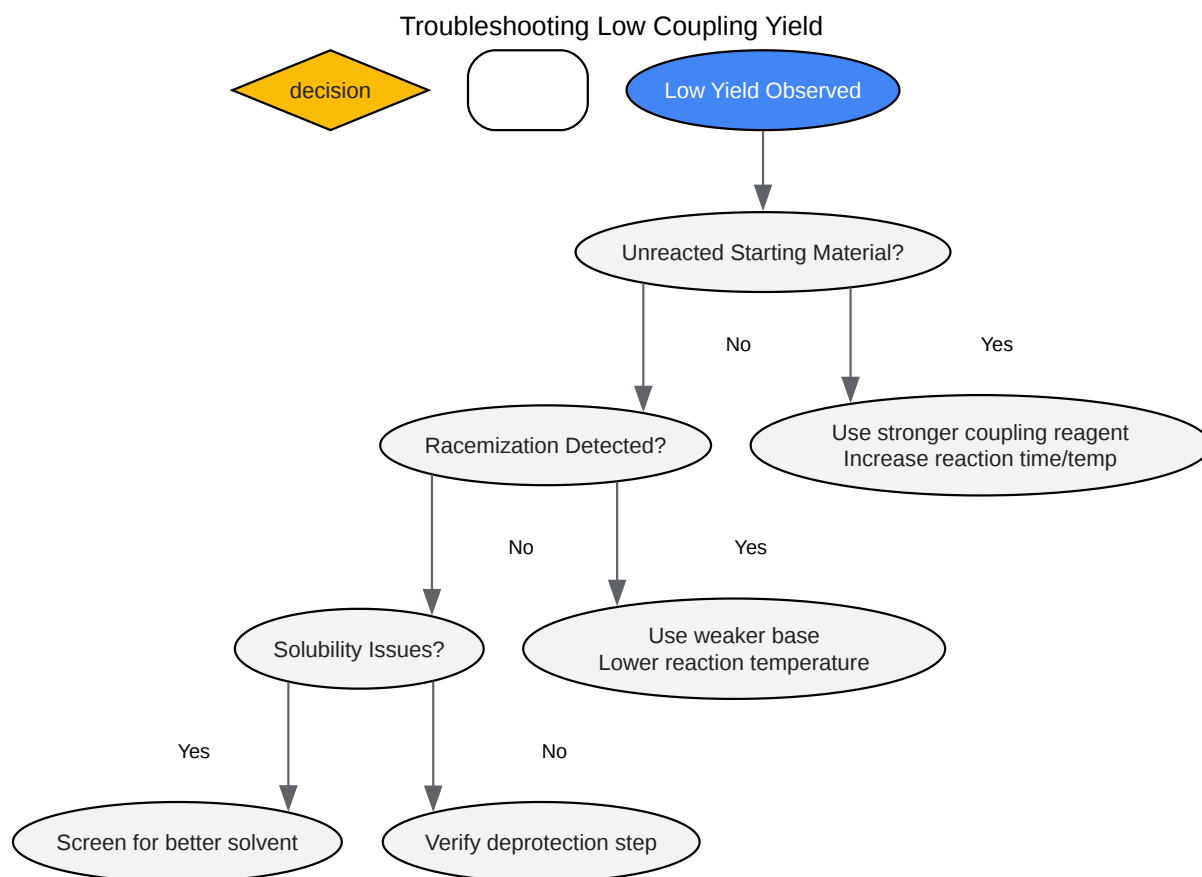 Troubleshooting Low Coupling Yield
decision
Low Yield Observed
Unreacted Starting Material?
No
Yes
Racemization Detected?
Use stronger coupling reagent
Increase reaction time/temp
No
Yes
Solubility Issues?
Use weaker base
Lower reaction temperature
Yes
No
Screen for better solvent
Verify deprotection step